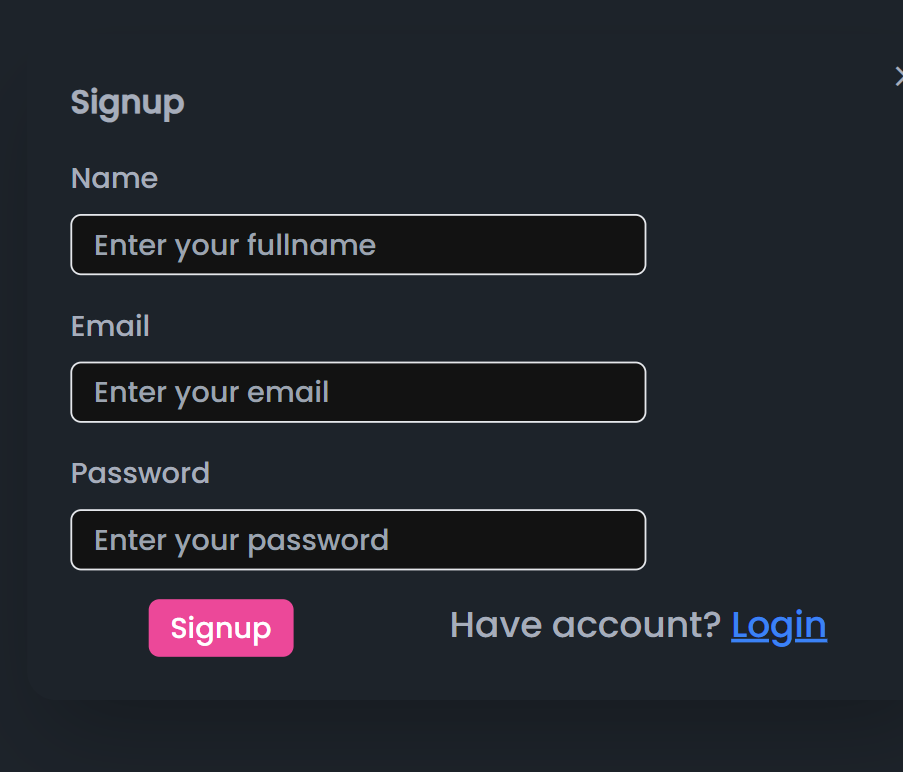 Signup
Name
Enter your fullname
Email
Enter your email
Password
Enter your password
Signup
Have account? Login